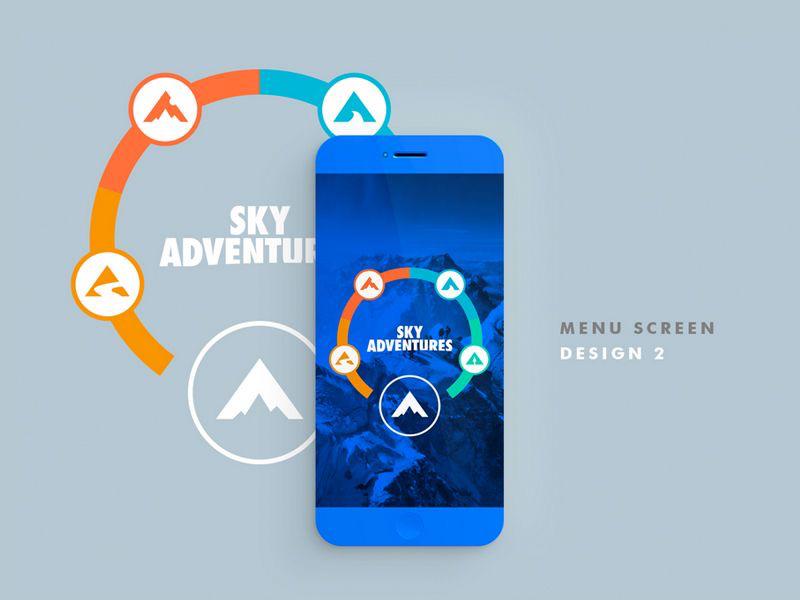 SKY
ADVENTUR
SKY
ADVENTURES
MENU SCREEN
DESIGN 2